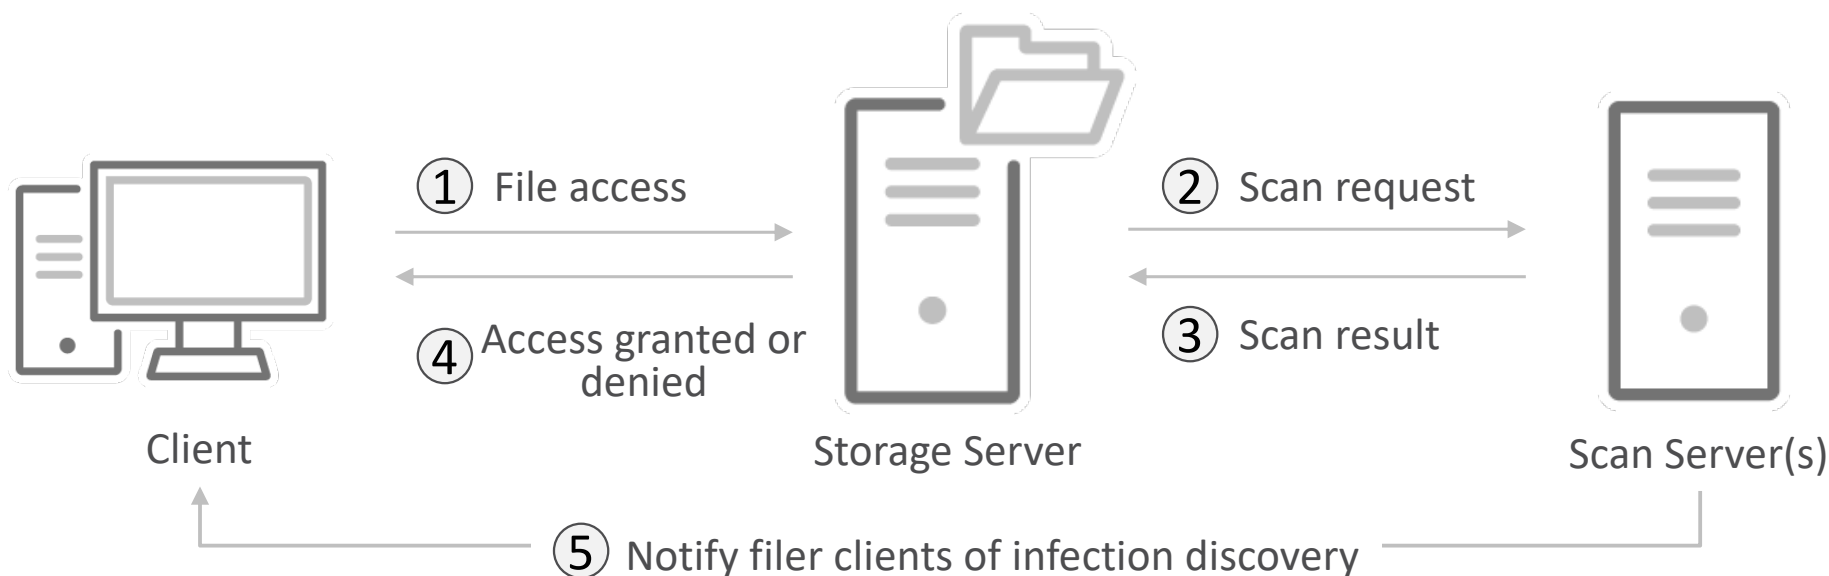 ① File access
② Scan request
④ Access granted or
denied
③ Scan result
Client
Storage Server
Scan Server(s)
⑤ Notify filer clients of infection discovery